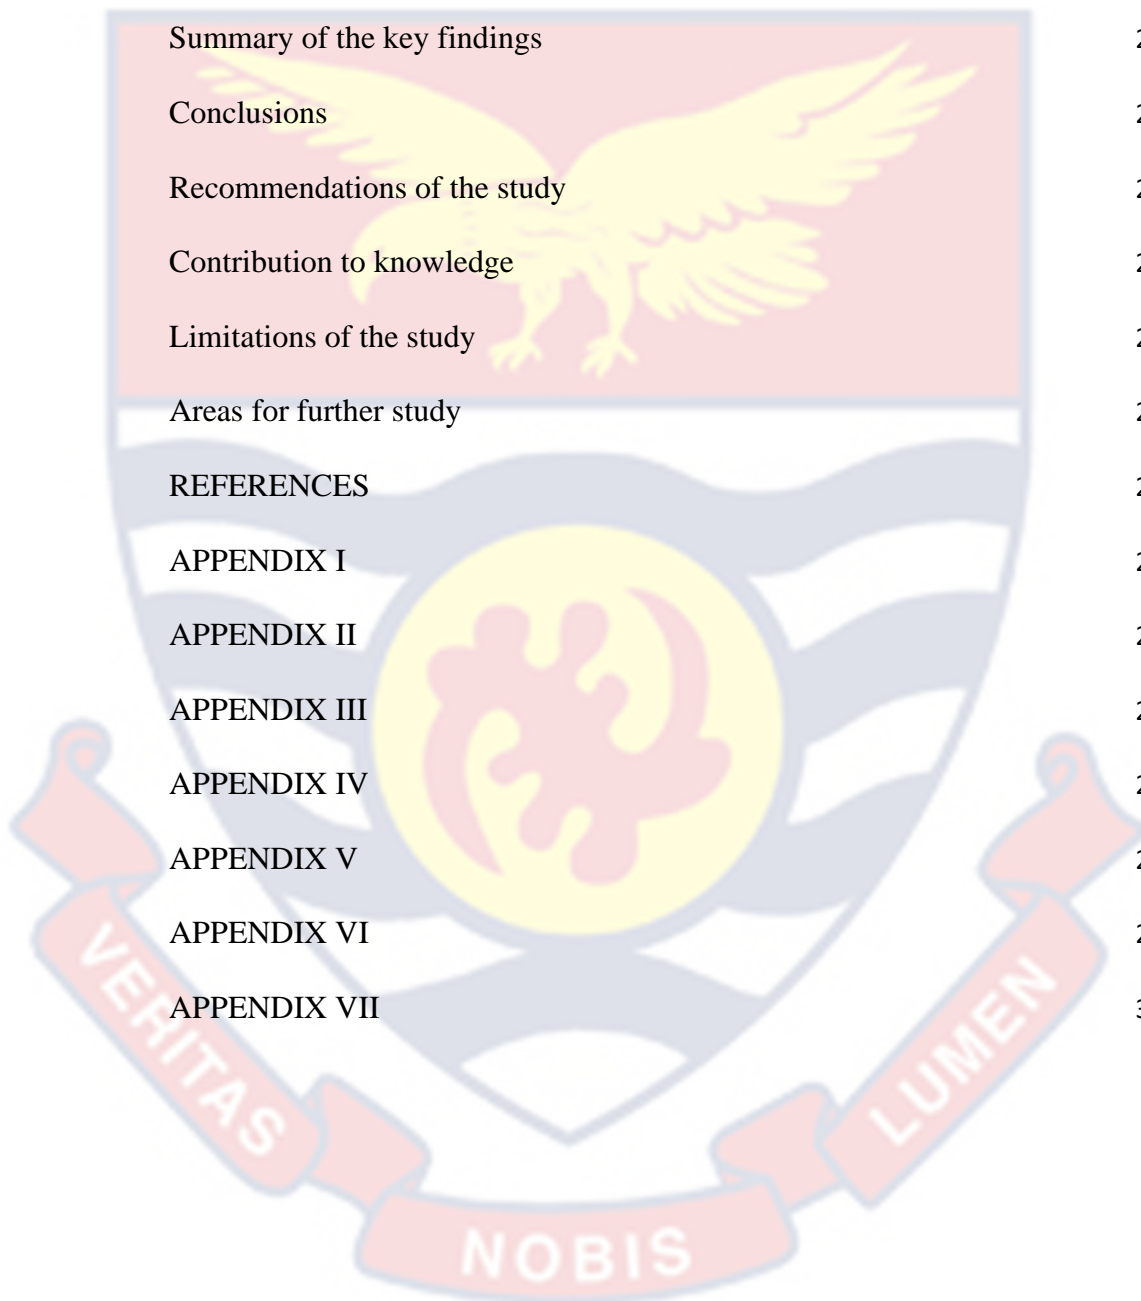 Summary of the key findings 2
Conclusions 2
Recommendations of the study 2
Contribution to knowledge 2
Limitations of the study 2
Areas for further study 2
REFERENCES 2
APPENDIX I 2
APPENDIX II 2
APPENDIX III 2
APPENDIX IV 2
APPENDIX V 2
APPENDIX VI 2
APPENDIX VII 3
VERITAS
NOBIS
LUMEN